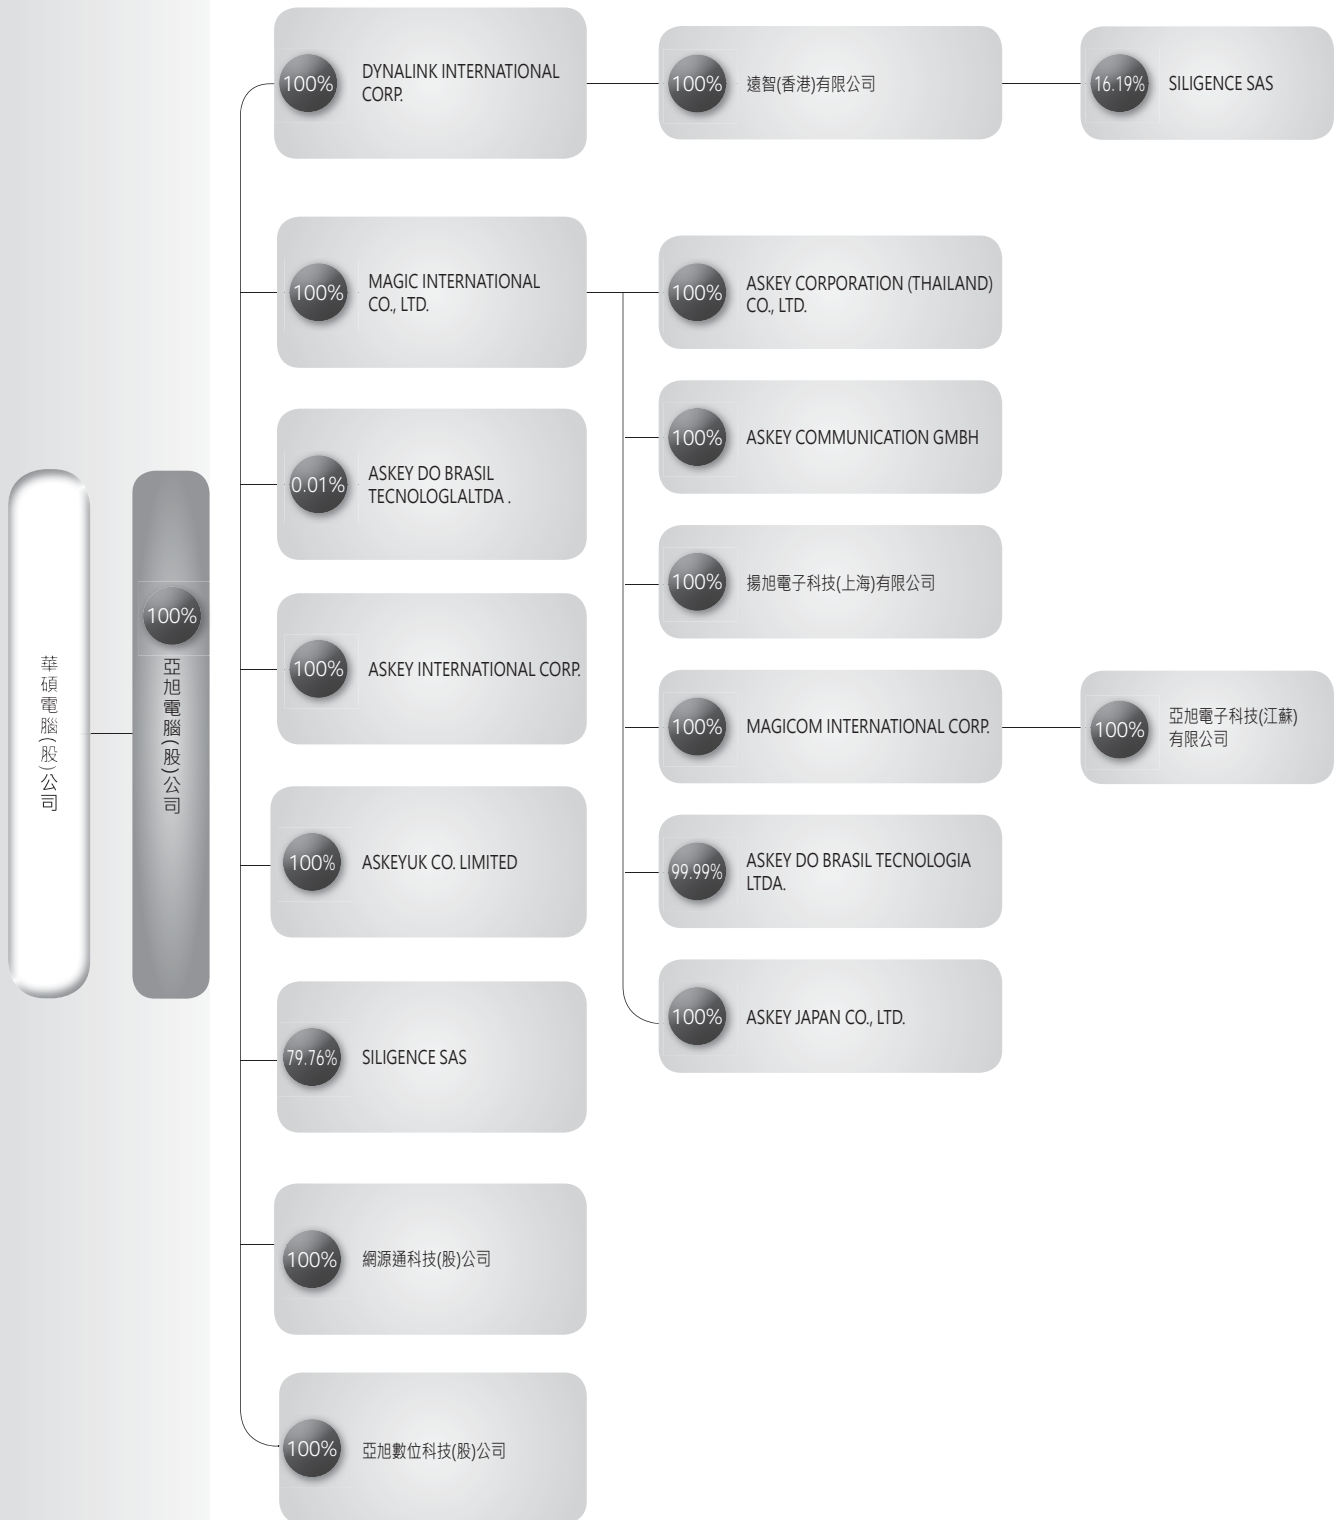 華碩電腦(股)公司
100%
亞旭電腦(股)公司
100%
DYNALINK INTERNATIONAL
CORP.
100%
遠智(香港)有限公司
16.19%
SILIGENCE SAS
100%
MAGIC INTERNATIONAL
CO., LTD.
100%
ASKEY CORPORATION (THAILAND)
CO., LTD.
100%
ASKEY COMMUNICATION GMBH
100%
揚旭電子科技(上海)有限公司
100%
MAGICOM INTERNATIONAL CORP.
100%
亞旭電子科技(江蘇)
有限公司
99.99%
ASKEY DO BRASIL TECNOLOGIA
LTDA.
100%
ASKEY JAPAN CO., LTD.
0.01%
ASKEY DO BRASIL
TECNOLOGLALTDA .
100%
ASKEY INTERNATIONAL CORP.
100%
ASKEYUK CO. LIMITED
79.76%
SILIGENCE SAS
100%
網源通科技(股)公司
100%
亞旭數位科技(股)公司